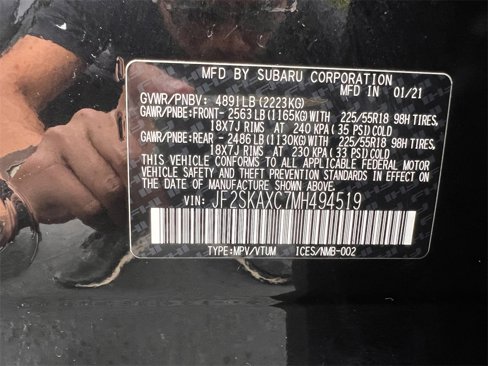 MFD BY SUBARU CORPORATION
MFD IN 01/21
GVWR/PNBV: 4891LB(2223KG)
GAWR/PNBE:FRONT- 2563LB(1165KG)WITH 225/55R18 98H TIRES,
18X7J RIMS AT 240 KPA(35 PSI)COLD
GAWR/PNBE:REAR - 2486LB(1130KG)WITH 225/55R18 98H TIRES,
18X7J RIMS AT 230 KPA(33 PSI)COLD
THIS VEHICLE CONFORMS TO ALL APPLICABLE FEDERAL MOTOR
VEHICLE SAFETY AND THEFT PREVENTION STANDARDS IN EFFECT ON
THE DATE OF MANUFACTURE SHOWN ABOVE.
VIN: JF2SKAXC7MH494519
TYPE:MPV/VTUM ICES/NMB-002